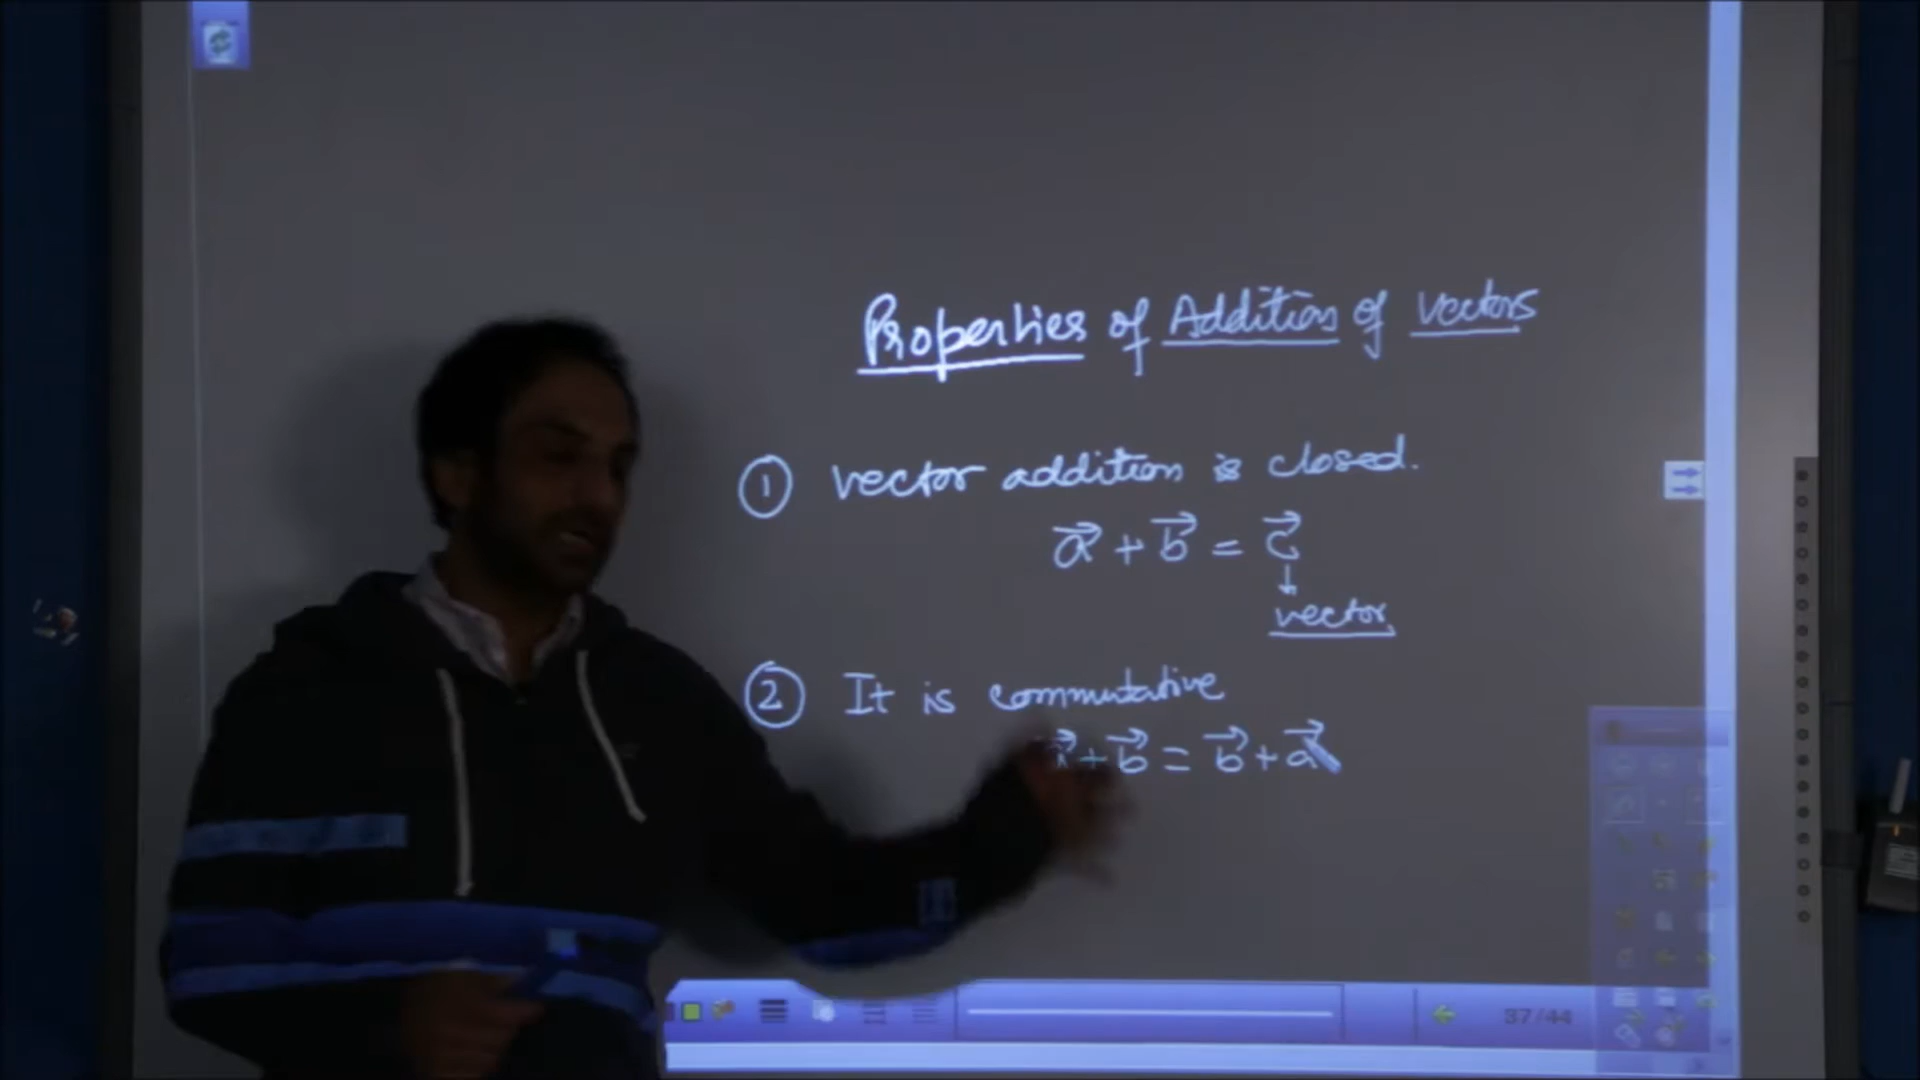 Properties of Addition of vectors
① vector addition is closed.
a⃗ + b⃗ = c⃗
↓
vector
② It is commutative
a⃗ + b⃗ = b⃗ + a⃗
37/44